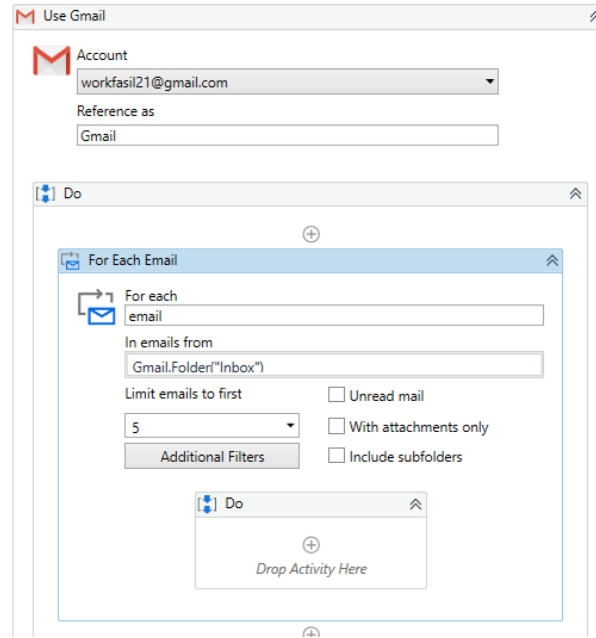 Use Gmail
Account
workfasil21@gmail.com
Reference as
Gmail
Do
For Each Email
For each
email
In emails from
Gmail.Folder("Inbox")
Limit emails to first
Unread mail
5
With attachments only
Additional Filters
Include subfolders
Do
Drop Activity Here